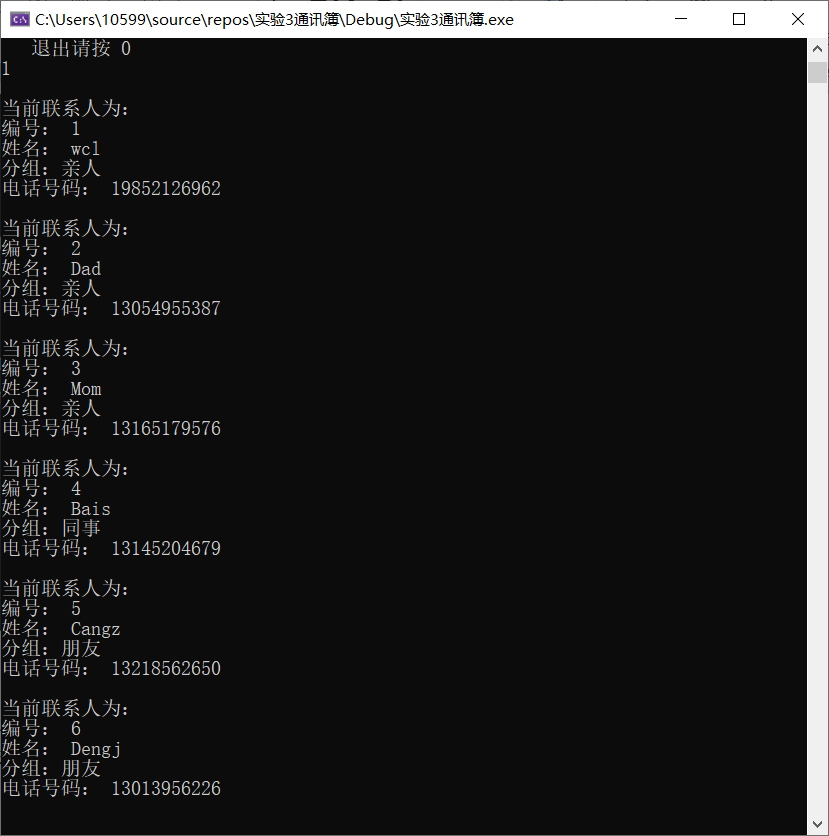 C:\Users\10599\source\repos\实验3通讯簿\Debug\实验3通讯簿.exe
退出请按 0
1
当前联系人为:
编号: 1
姓名: wcl
分组:亲人
电话号码: 19852126962
当前联系人为:
编号: 2
姓名: Dad
分组:亲人
电话号码: 13054955387
当前联系人为:
编号: 3
姓名: Mom
分组:亲人
电话号码: 13165179576
当前联系人为:
编号: 4
姓名: Bais
分组:同事
电话号码: 13145204679
当前联系人为:
编号: 5
姓名: Cangz
分组:朋友
电话号码: 13218562650
当前联系人为:
编号: 6
姓名: Dengj
分组:朋友
电话号码: 13013956226